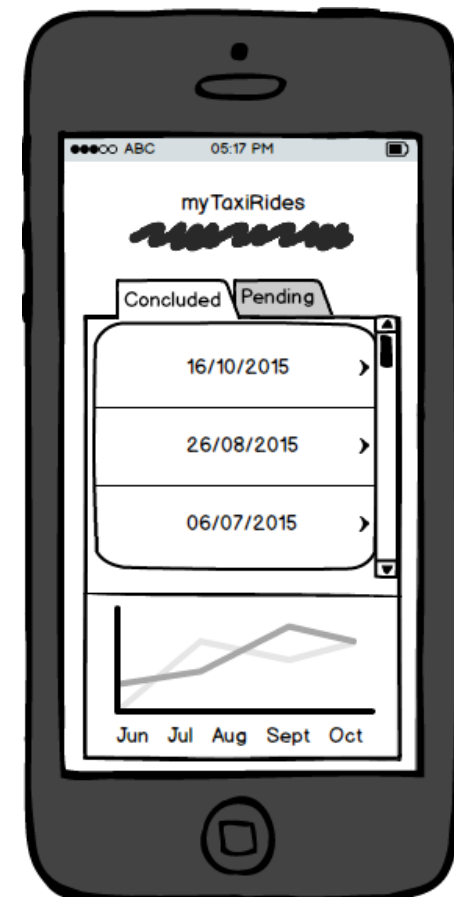 ABC 05:17 PM
myTaxiRides
Concluded Pending
16/10/2015
26/08/2015
06/07/2015
Jun Jul Aug Sept Oct